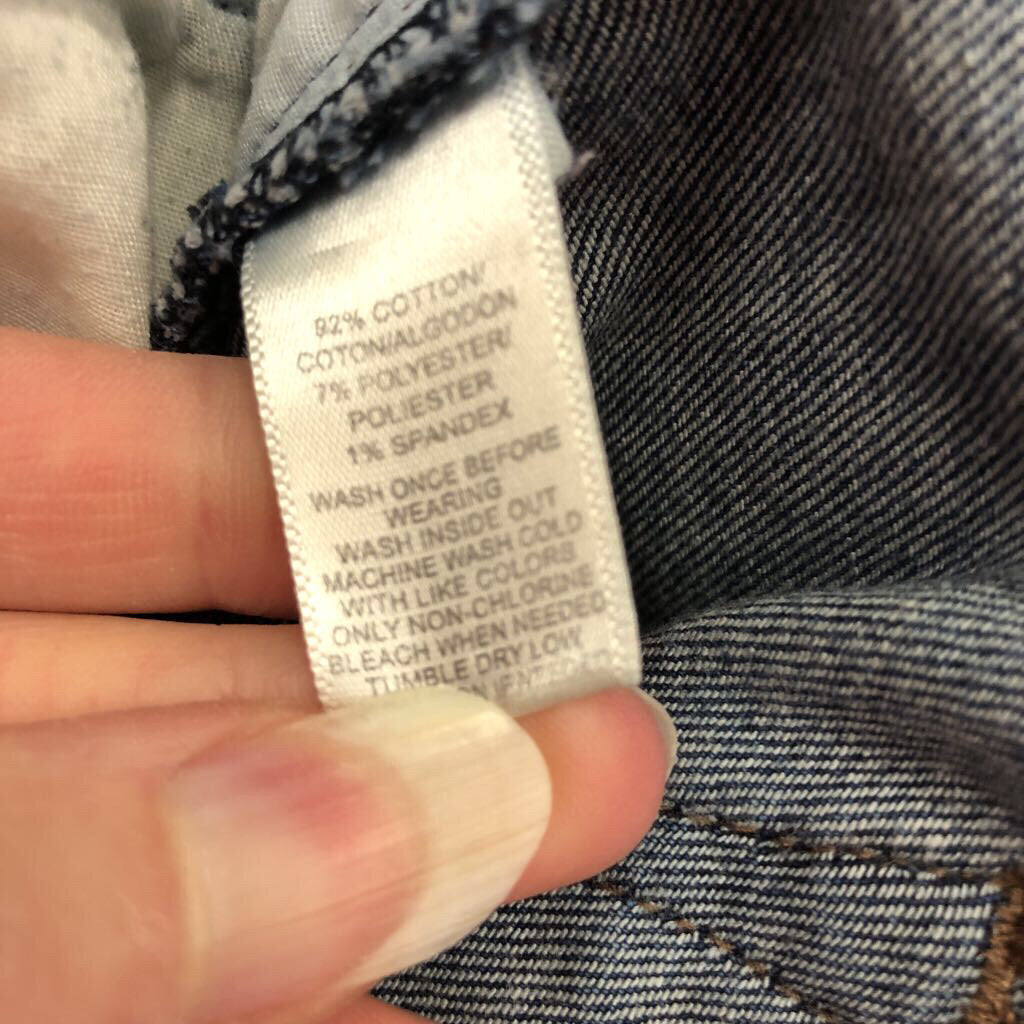 92% COTTON/
COTON/ALGODON
7% POLYESTER/
POLIESTER
1% SPANDEX
WASH ONCE BEFORE
WEARING
WASH INSIDE OUT
MACHINE WASH COLD
WITH LIKE COLORS
ONLY NON-CHLORINE
BLEACH WHEN NEEDED
TUMBLE DRY LOW